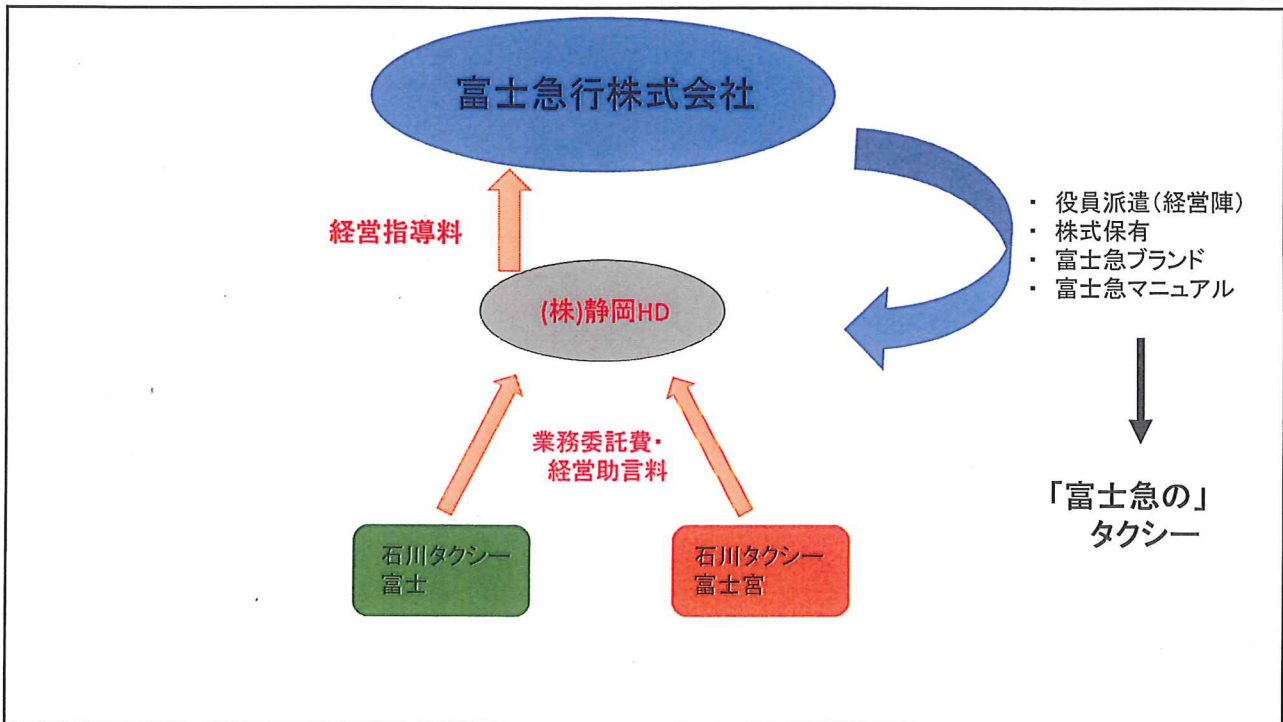 富士急行株式会社
経営指導料
・ 役員派遣(経営陣)
・ 株式保有
・ 富士急ブランド
・ 富士急マニュアル
(株)静岡HD
業務委託費・
経営助言料
「富士急の」
タクシー
石川タクシー
富士
石川タクシー
富士宮